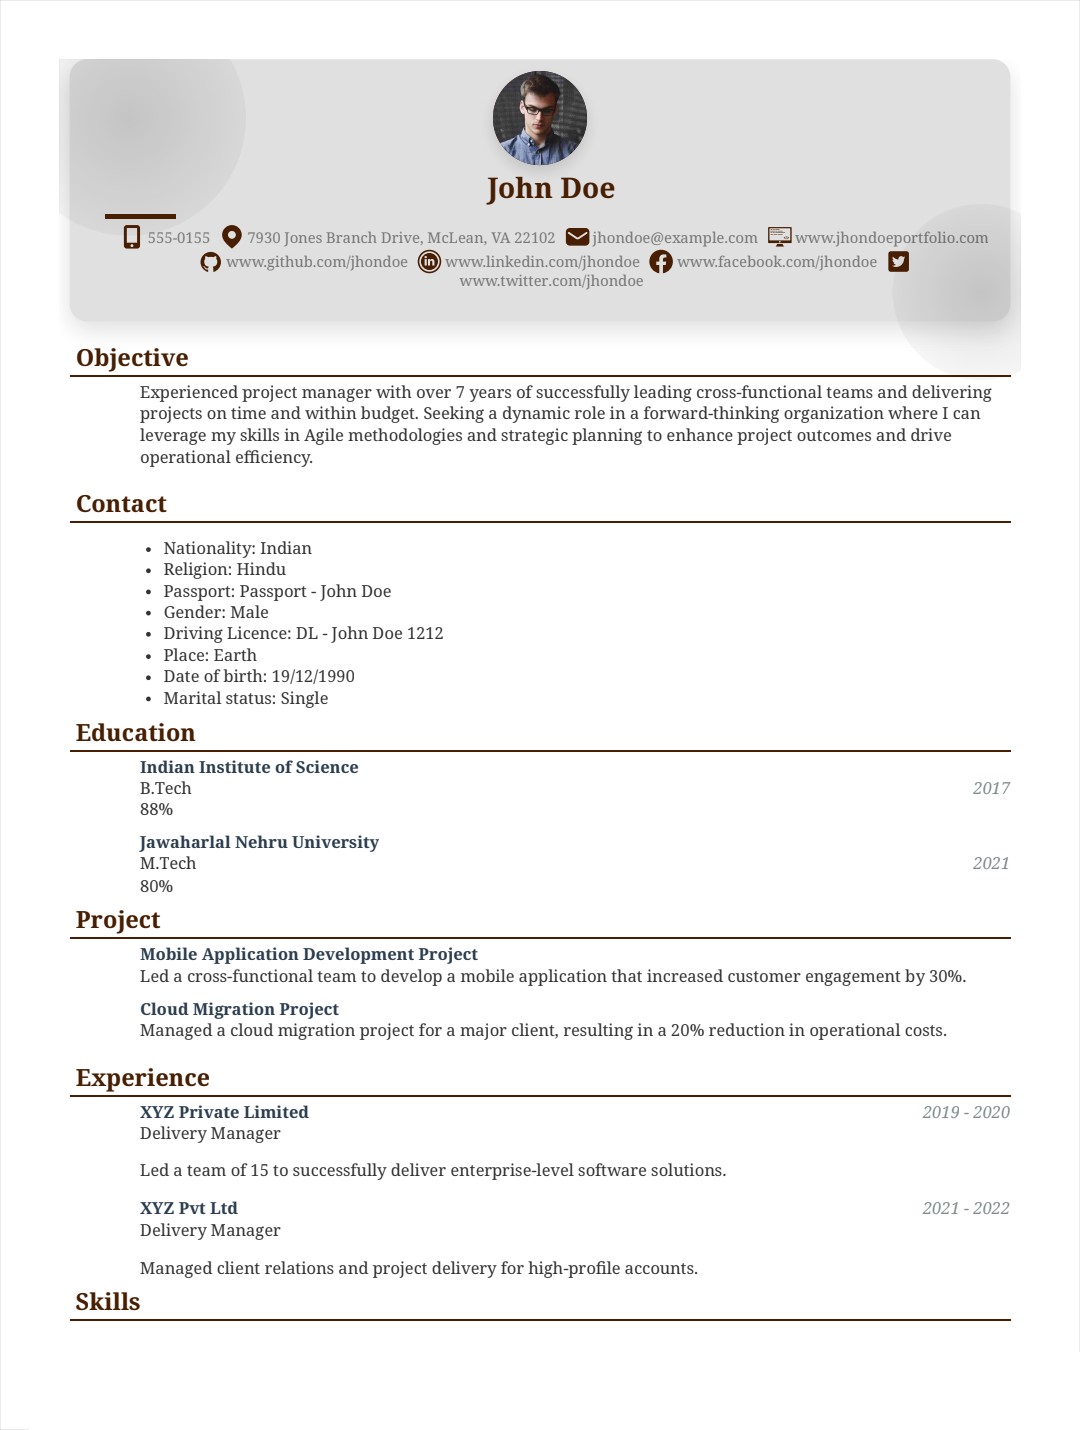 John Doe
555-0155 7930 Jones Branch Drive, McLean, VA 22102 jhondoe@example.com www.jhondoeportfolio.com
www.github.com/jhondoe www.linkedin.com/jhondoe www.facebook.com/jhondoe
www.twitter.com/jhondoe
Objective
Experienced project manager with over 7 years of successfully leading cross-functional teams and delivering
projects on time and within budget. Seeking a dynamic role in a forward-thinking organization where I can
leverage my skills in Agile methodologies and strategic planning to enhance project outcomes and drive
operational efficiency.
Contact
• Nationality: Indian
• Religion: Hindu
• Passport: Passport - John Doe
• Gender: Male
• Driving Licence: DL - John Doe 1212
• Place: Earth
• Date of birth: 19/12/1990
• Marital status: Single
Education
Indian Institute of Science
B.Tech 2017
88%
Jawaharlal Nehru University
M.Tech 2021
80%
Project
Mobile Application Development Project
Led a cross-functional team to develop a mobile application that increased customer engagement by 30%.
Cloud Migration Project
Managed a cloud migration project for a major client, resulting in a 20% reduction in operational costs.
Experience
XYZ Private Limited 2019 - 2020
Delivery Manager
Led a team of 15 to successfully deliver enterprise-level software solutions.
XYZ Pvt Ltd 2021 - 2022
Delivery Manager
Managed client relations and project delivery for high-profile accounts.
Skills